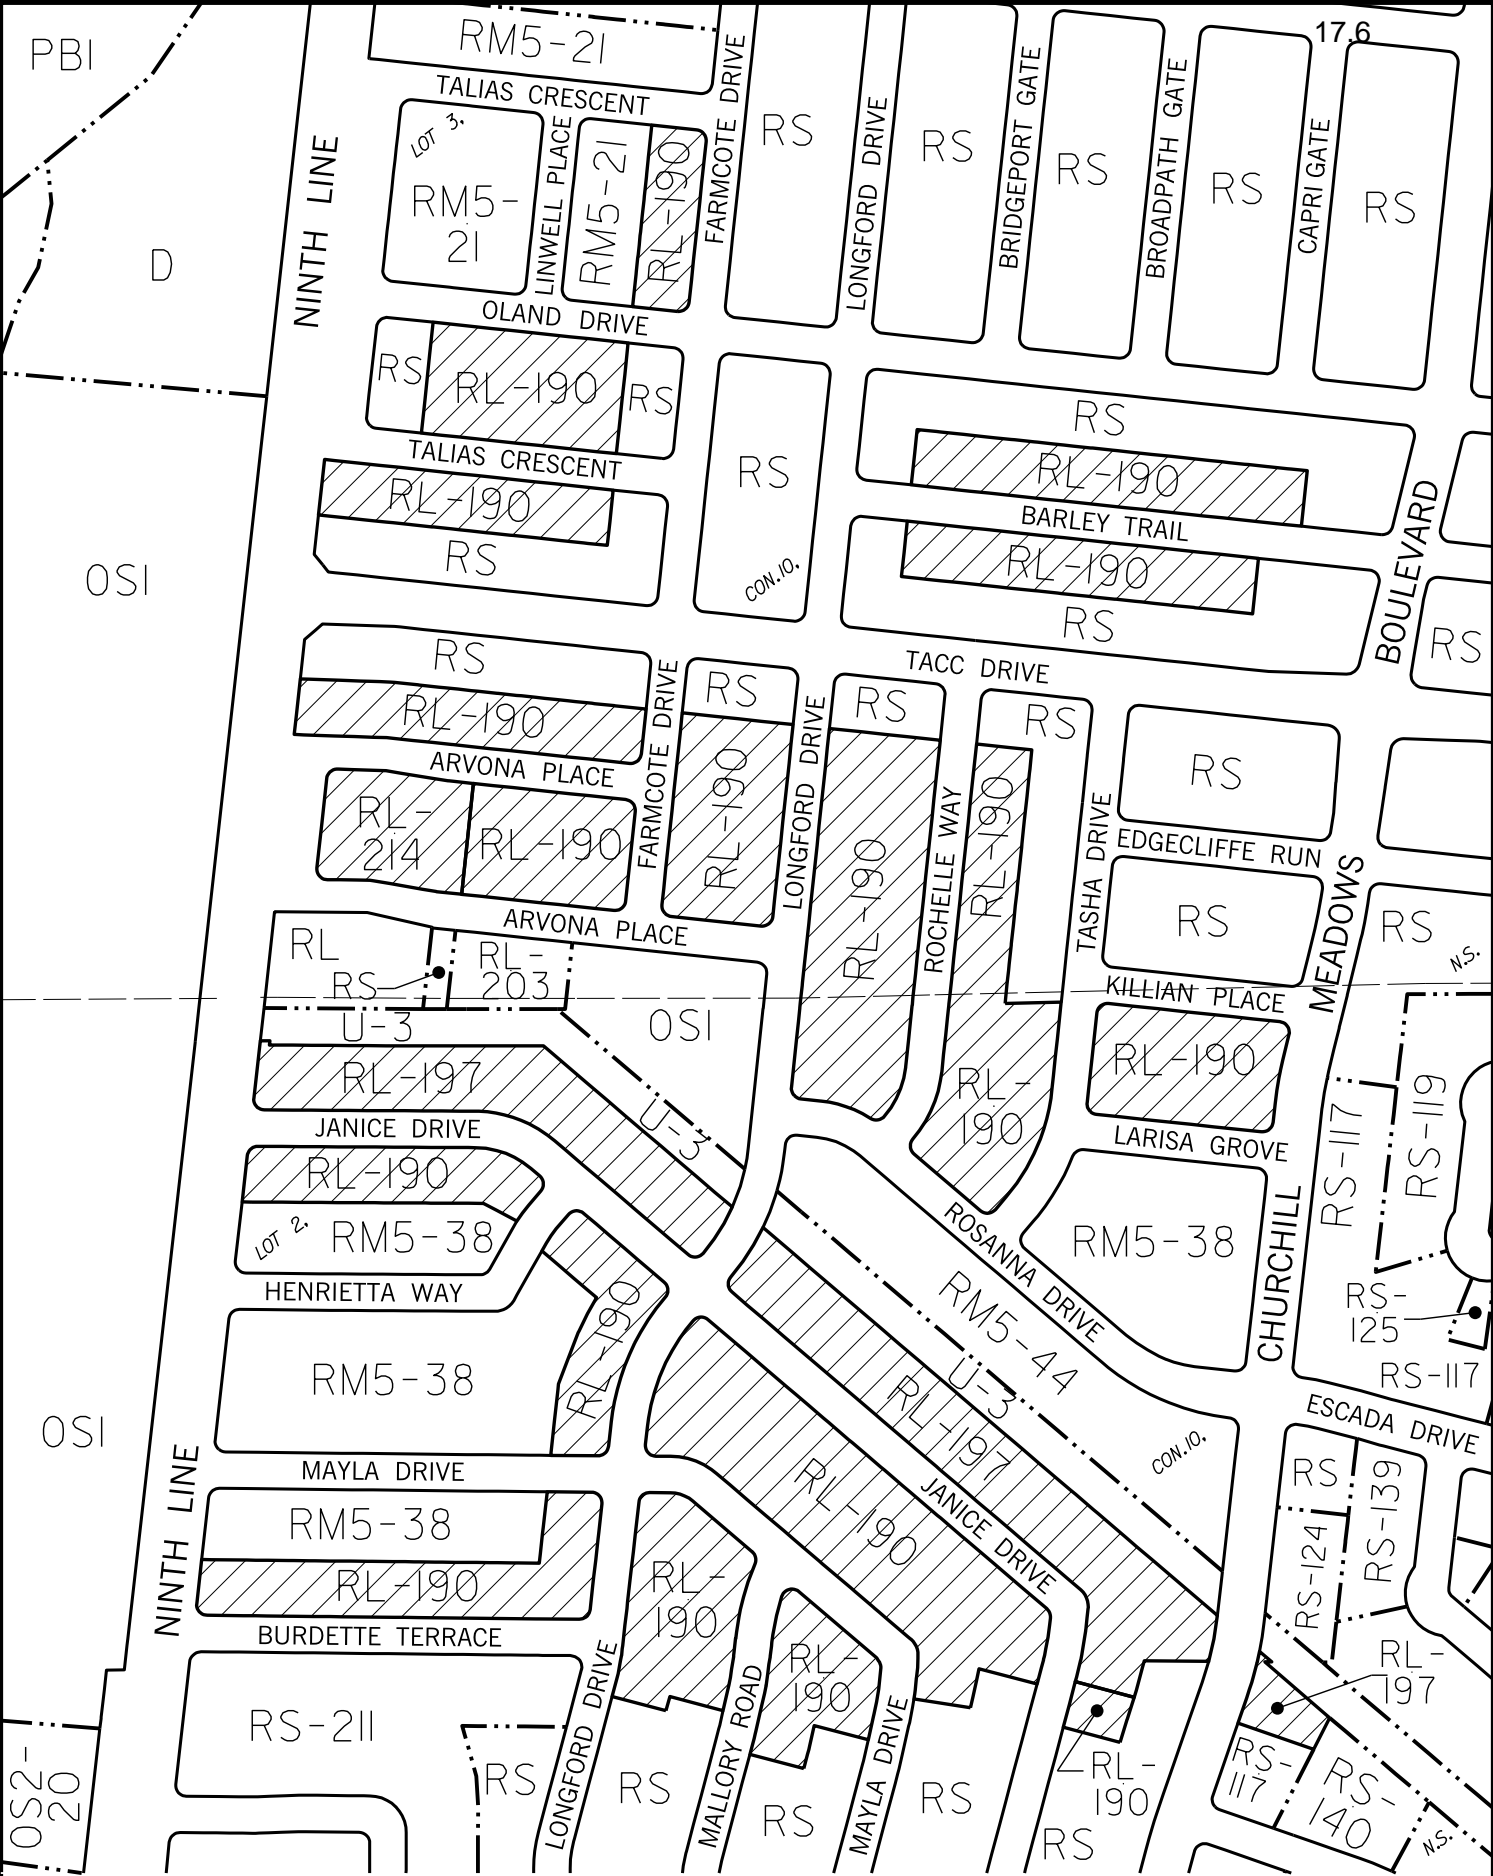 17.6
PB1
RM5-21
TALIAS CRESCENT
FARMCOTE DRIVE
RS
LONGFORD DRIVE
RS
BRIDGEPORT GATE
RS
BROADPATH GATE
RS
CAPRI GATE
RS
LOT 3,
RM5-
21
LINWELL PLACE
RM5-21
RL-190
NINTH LINE
D
OLAND DRIVE
RS
RL-190
RS
TALIAS CRESCENT
RL-190
RS
RS
CON.10,
RS
RL-190
BARLEY TRAIL
RL-190
RS
BOULEVARD
RS
OS1
TACC DRIVE
RS
RL-190
ARVONA PLACE
FARMCOTE DRIVE
RS
RL-190
LONGFORD DRIVE
RS
RL-190
ROCHELLE WAY
RS
RL-190
TASHA DRIVE
RS
EDGECLIFFE RUN
RS
MEADOWS
RS
N.S.
RL-
214
RL-190
ARVONA PLACE
RL
RS
RL-
203
U-3
OS1
KILLIAN PLACE
RL-190
LARISA GROVE
RL-
190
RL-197
U-3
JANICE DRIVE
RL-190
LOT 2,
RM5-38
HENRIETTA WAY
RL-190
RM5-38
ROSANNA DRIVE
RM5-38
CHURCHILL
RS-117
RS-119
RS-
125
RS-117
ESCADA DRIVE
RM5-44
U-3
RL-197
CON.10,
OS1
MAYLA DRIVE
NINTH LINE
RM5-38
RL-190
BURDETTE TERRACE
RL-190
JANICE DRIVE
RL-
190
RL-
190
RS
RS-139
RS-124
RL-
197
RS-211
RS
LONGFORD DRIVE
RS
MALLORY ROAD
RS
MAYLA DRIVE
RS
RL-
190
RS
RS-
117
RS-
140
N.S.
OS2-
20